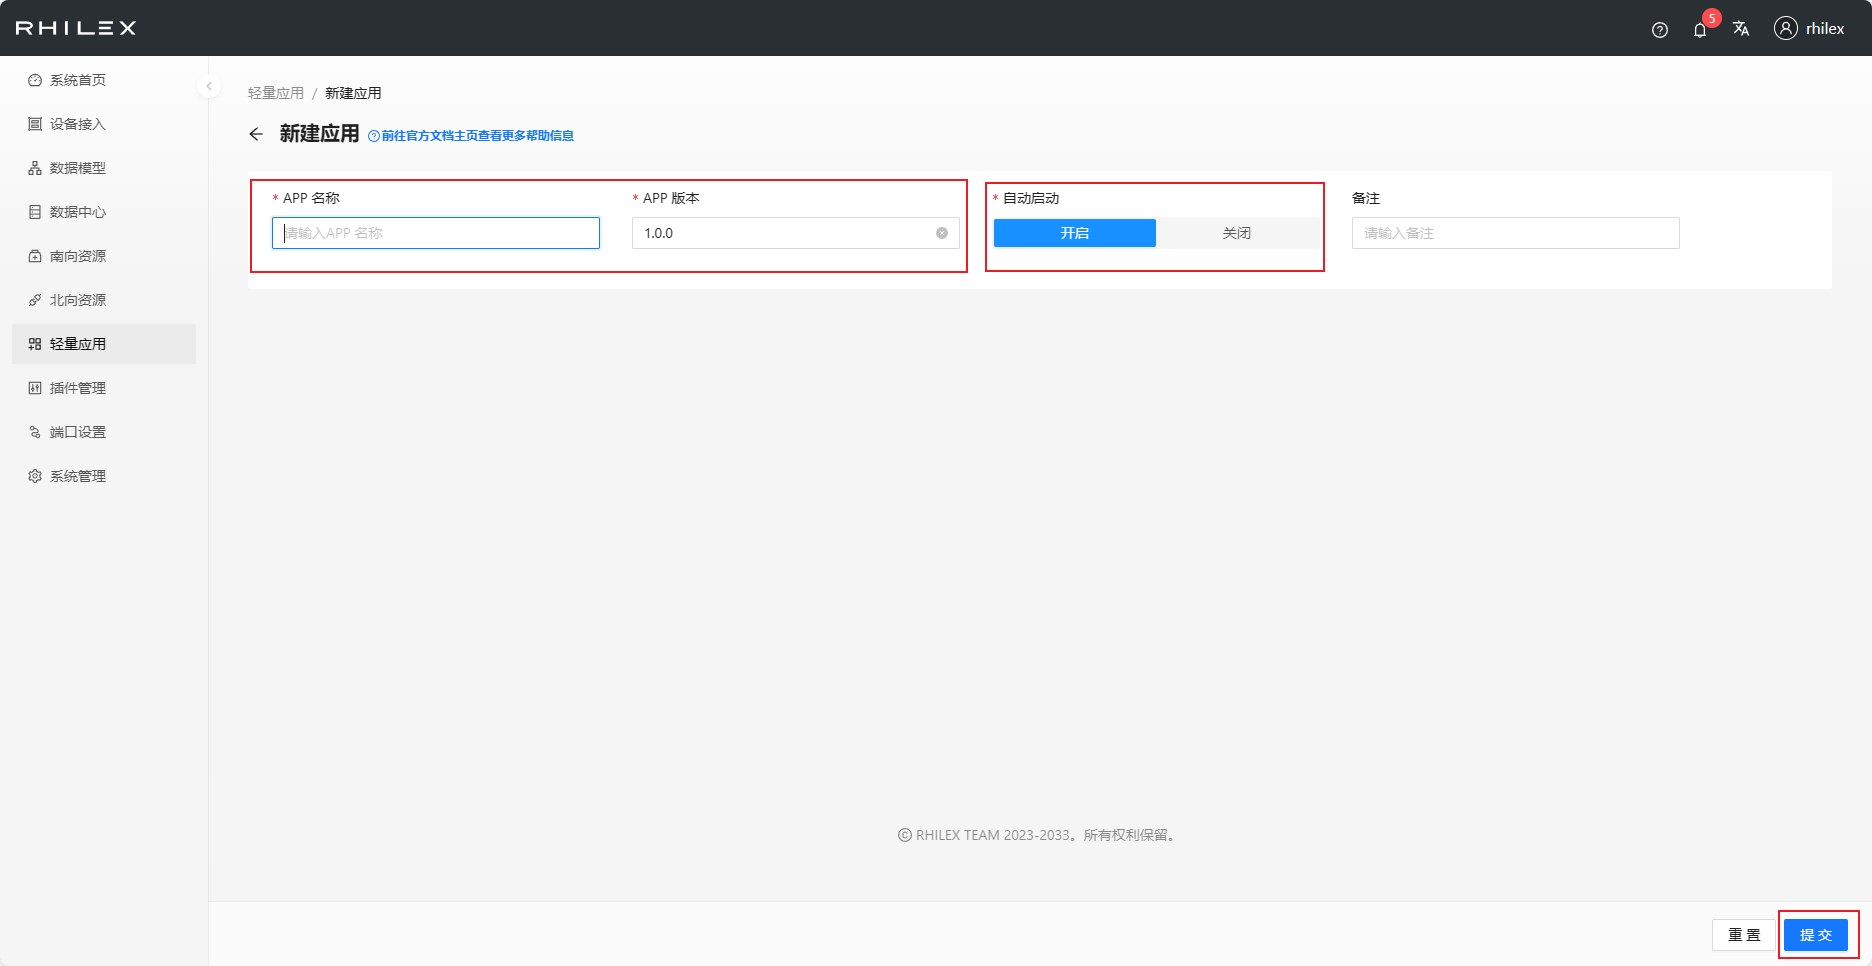 RHILEX
5
rhilex
系统首页
设备接入
数据模型
数据中心
南向资源
北向资源
轻量应用
插件管理
端口设置
系统管理
轻量应用 / 新建应用
新建应用 前往官方文档主页查看更多帮助信息
* APP 名称
请输入APP 名称
* APP 版本
1.0.0
* 自动启动
开启 关闭
备注
请输入备注
© RHILEX TEAM 2023-2033。所有权利保留。
重 置 提 交